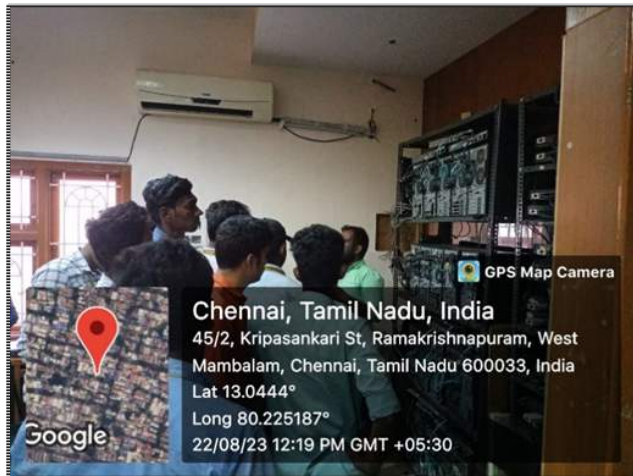 GPS Map Camera
Chennai, Tamil Nadu, India
45/2, Kripasankari St, Ramakrishnapuram, West
Mambalam, Chennai, Tamil Nadu 600033, India
Lat 13.0444°
Long 80.225187°
22/08/23 12:19 PM GMT +05:30
Google